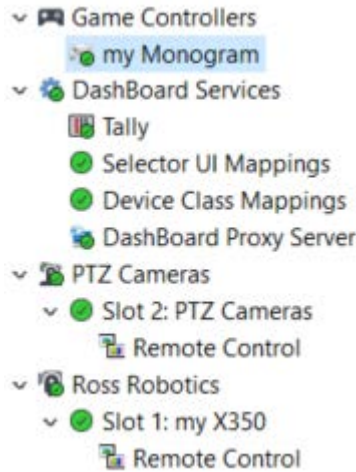 Game Controllers
my Monogram
DashBoard Services
Tally
Selector UI Mappings
Device Class Mappings
DashBoard Proxy Server
PTZ Cameras
Slot 2: PTZ Cameras
Remote Control
Ross Robotics
Slot 1: my X350
Remote Control